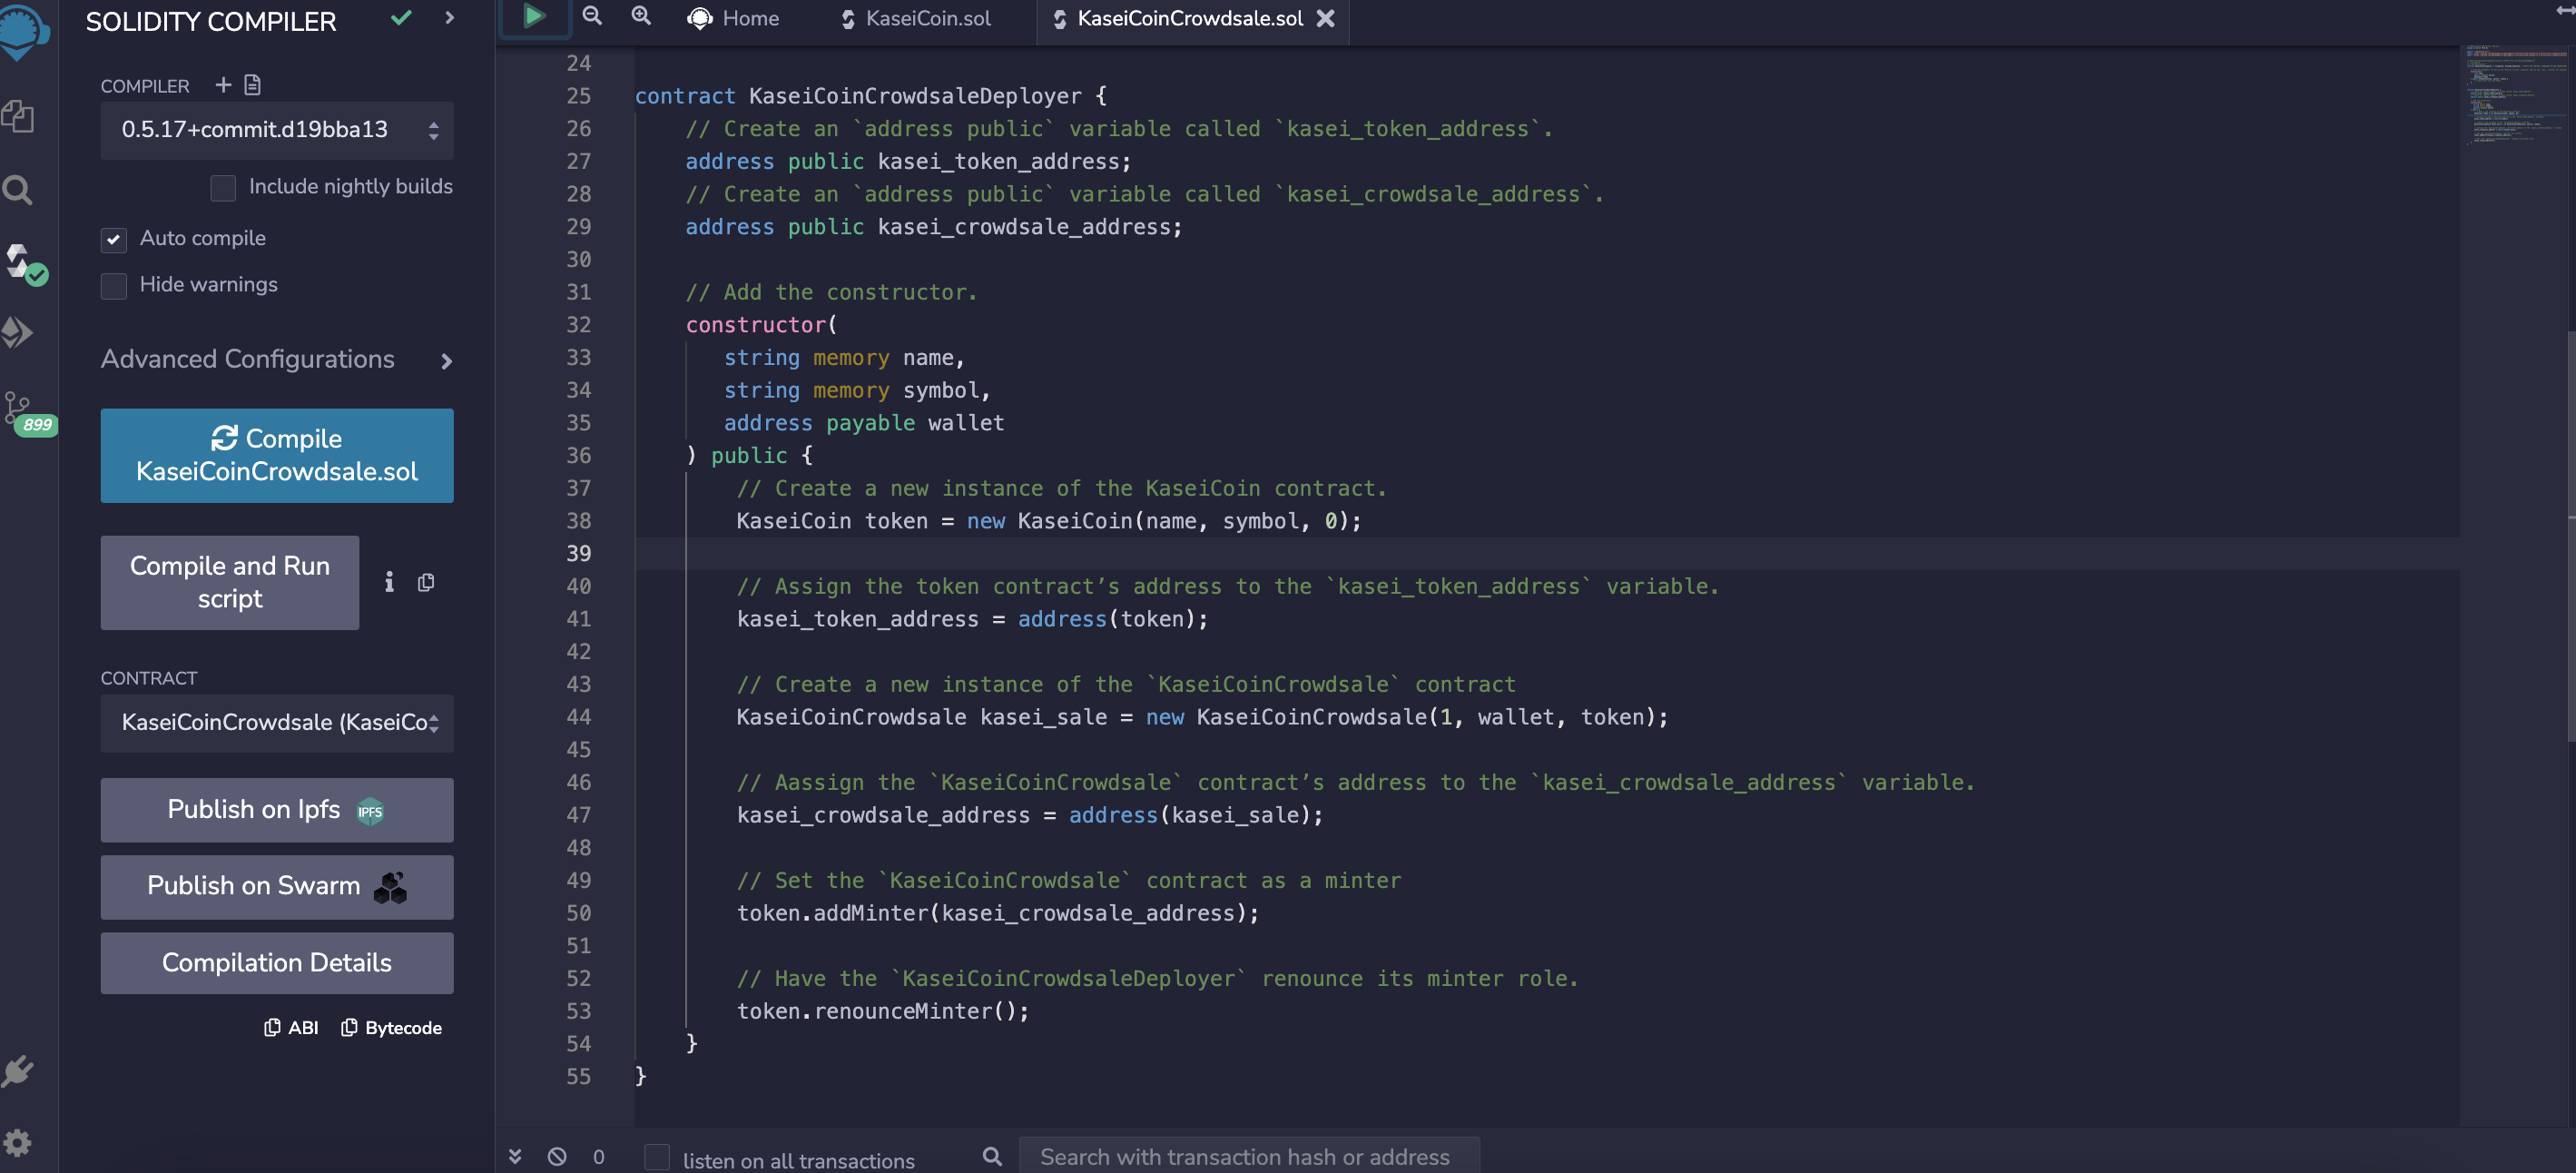 SOLIDITY COMPILER
COMPILER
0.5.17+commit.d19bba13
Include nightly builds
Auto compile
Hide warnings
Advanced Configurations
899
Compile
KaseiCoinCrowdsale.sol
Compile and Run
script
CONTRACT
KaseiCoinCrowdsale (KaseiCo
Publish on Ipfs IPFS
Publish on Swarm
Compilation Details
ABI Bytecode
Home KaseiCoin.sol KaseiCoinCrowdsale.sol
24
25 contract KaseiCoinCrowdsaleDeployer {
26 // Create an `address public` variable called `kasei_token_address`.
27 address public kasei_token_address;
28 // Create an `address public` variable called `kasei_crowdsale_address`.
29 address public kasei_crowdsale_address;
30
31 // Add the constructor.
32 constructor(
33 string memory name,
34 string memory symbol,
35 address payable wallet
36 ) public {
37 // Create a new instance of the KaseiCoin contract.
38 KaseiCoin token = new KaseiCoin(name, symbol, 0);
39
40 // Assign the token contract’s address to the `kasei_token_address` variable.
41 kasei_token_address = address(token);
42
43 // Create a new instance of the `KaseiCoinCrowdsale` contract
44 KaseiCoinCrowdsale kasei_sale = new KaseiCoinCrowdsale(1, wallet, token);
45
46 // Aassign the `KaseiCoinCrowdsale` contract’s address to the `kasei_crowdsale_address` variable.
47 kasei_crowdsale_address = address(kasei_sale);
48
49 // Set the `KaseiCoinCrowdsale` contract as a minter
50 token.addMinter(kasei_crowdsale_address);
51
52 // Have the `KaseiCoinCrowdsaleDeployer` renounce its minter role.
53 token.renounceMinter();
54 }
55 }
0 listen on all transactions Search with transaction hash or address